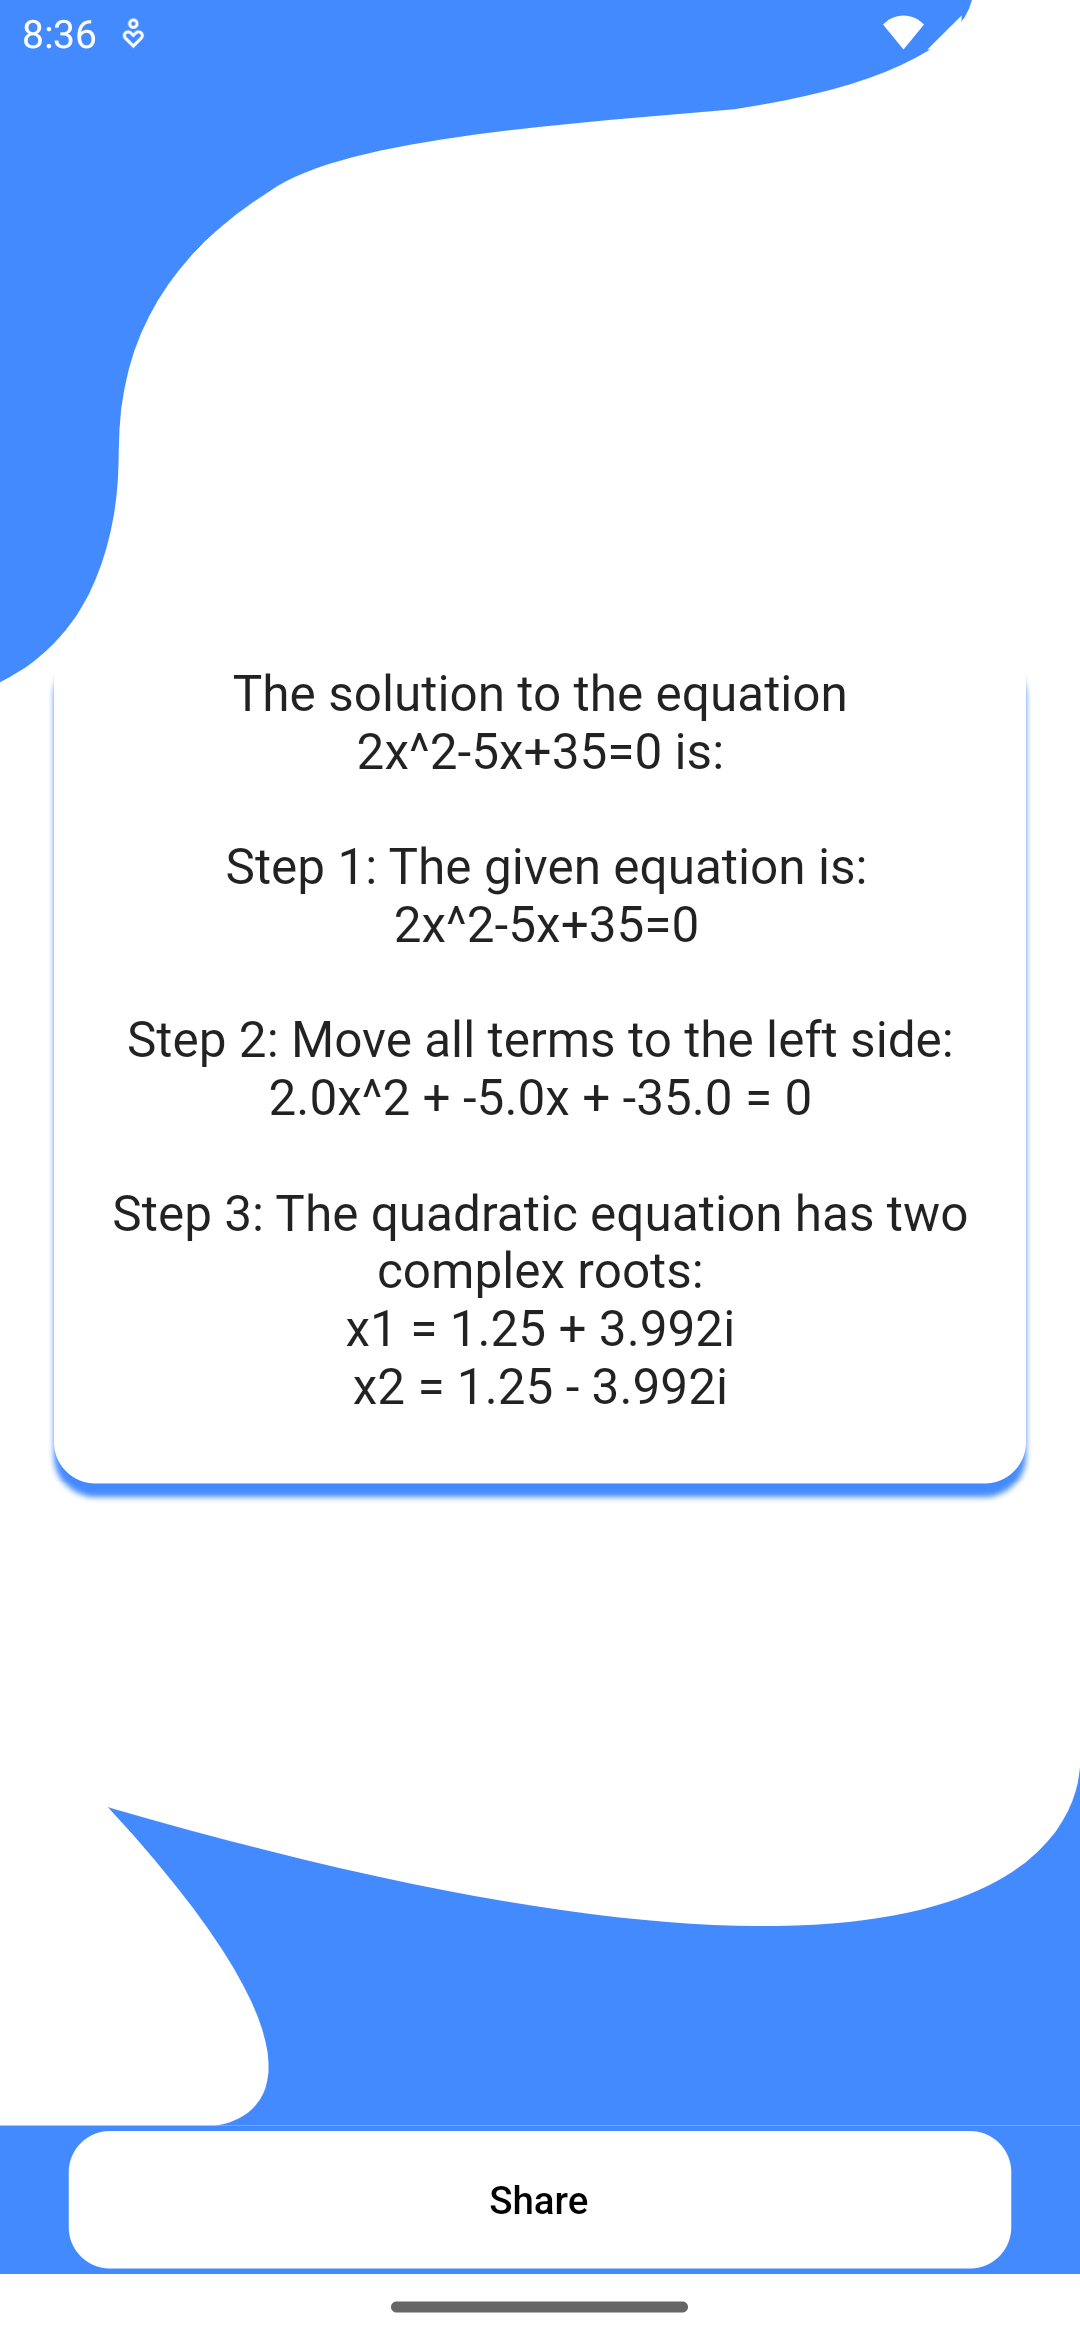 8:36
The solution to the equation
2x^2-5x+35=0 is:
Step 1: The given equation is:
2x^2-5x+35=0
Step 2: Move all terms to the left side:
2.0x^2 + -5.0x + -35.0 = 0
Step 3: The quadratic equation has two
complex roots:
x1 = 1.25 + 3.992i
x2 = 1.25 - 3.992i
Share